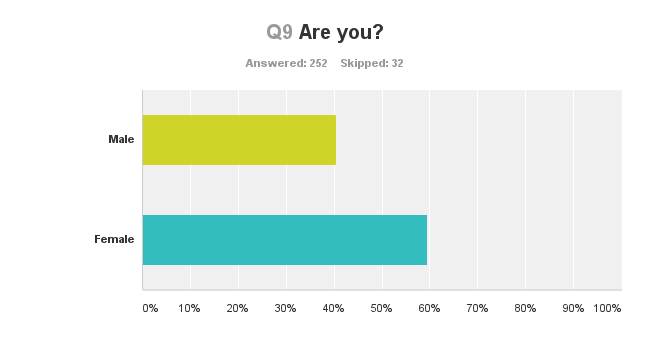 Q9 Are you?
Answered: 252 Skipped: 32
Male
Female
0% 10% 20% 30% 40% 50% 60% 70% 80% 90% 100%